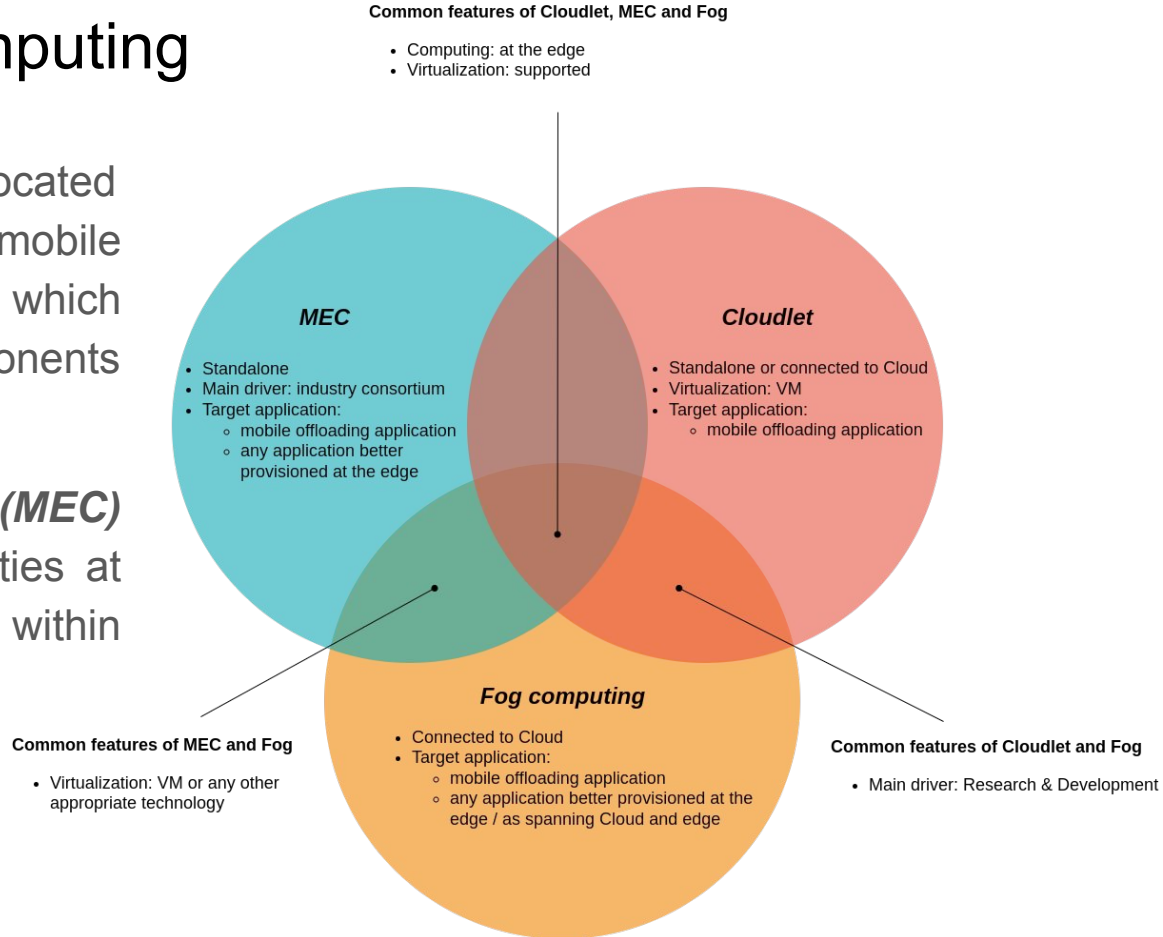 Common features of Cloudlet, MEC and Fog
• Computing: at the edge
• Virtualization: supported
mputing
ocated
mobile
which
onents
(MEC)
ties at
within
MEC
• Standalone
• Main driver: industry consortium
• Target application:
◦ mobile offloading application
◦ any application better
provisioned at the edge
Cloudlet
• Standalone or connected to Cloud
• Virtualization: VM
• Target application:
◦ mobile offloading application
Fog computing
• Connected to Cloud
• Target application:
◦ mobile offloading application
◦ any application better provisioned at the
edge / as spanning Cloud and edge
Common features of MEC and Fog
• Virtualization: VM or any other
appropriate technology
Common features of Cloudlet and Fog
• Main driver: Research & Development